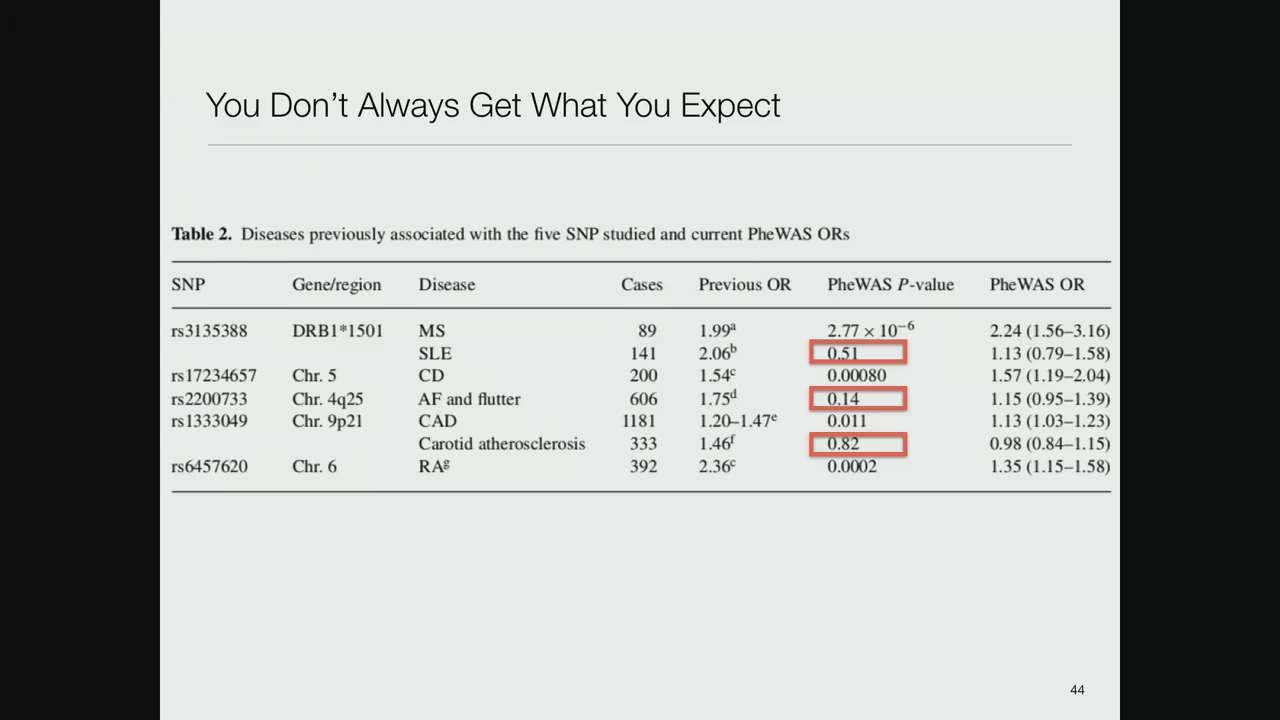 You Don’t Always Get What You Expect
Table 2. Diseases previously associated with the five SNP studied and current PheWAS ORs
SNP Gene/region Disease Cases Previous OR PheWAS P-value PheWAS OR
rs3135388 DRB1*1501 MS 89 1.99ᵃ 2.77 × 10⁻⁶ 2.24 (1.56–3.16)
SLE 141 2.06ᵇ 0.51 1.13 (0.79–1.58)
rs17234657 Chr. 5 CD 200 1.54ᶜ 0.00080 1.57 (1.19–2.04)
rs2200733 Chr. 4q25 AF and flutter 606 1.75ᵈ 0.14 1.15 (0.95–1.39)
rs1333049 Chr. 9p21 CAD 1181 1.20–1.47ᵉ 0.011 1.13 (1.03–1.23)
Carotid atherosclerosis 333 1.46ᶠ 0.82 0.98 (0.84–1.15)
rs6457620 Chr. 6 RAᵍ 392 2.36ᶜ 0.0002 1.35 (1.15–1.58)
44